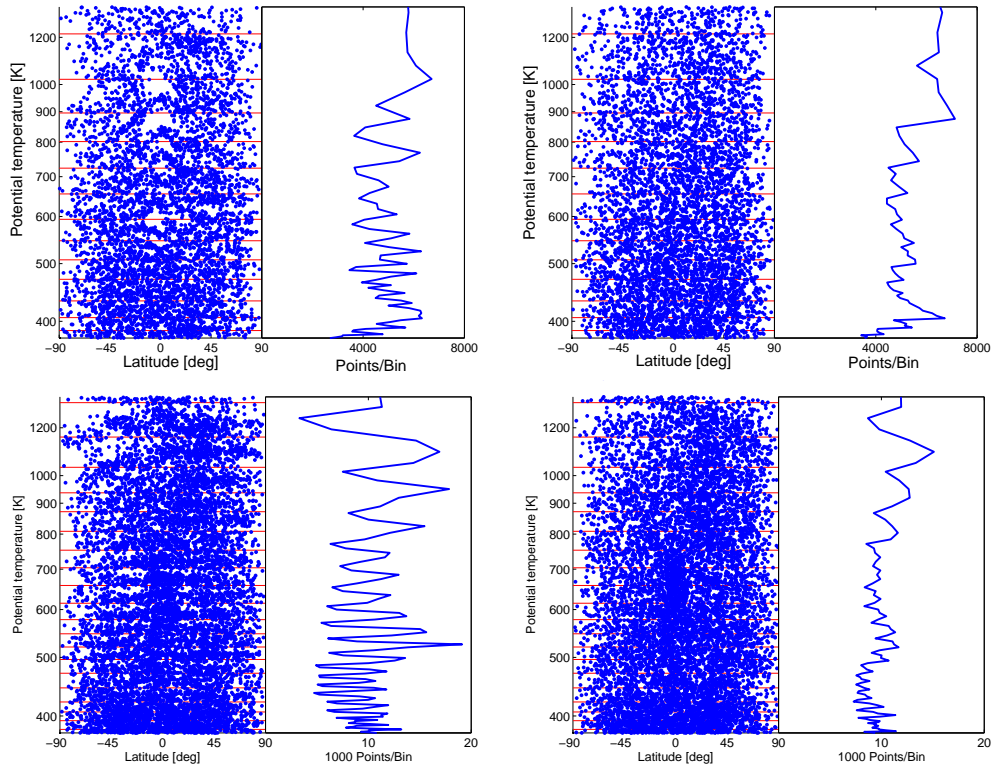 Potential temperature [K]
1200
1000
900
800
700
600
500
400
−90 −45 0 45 90 4000 8000
Latitude [deg] Points/Bin
Potential temperature [K]
1200
1000
900
800
700
600
500
400
−90 −45 0 45 90 4000 8000
Latitude [deg] Points/Bin
Potential temperature [K]
1200
1000
900
800
700
600
500
400
−90 −45 0 45 90 10 20
Latitude [deg] 1000 Points/Bin
Potential temperature [K]
1200
1000
900
800
700
600
500
400
−90 −45 0 45 90 10 20
Latitude [deg] 1000 Points/Bin